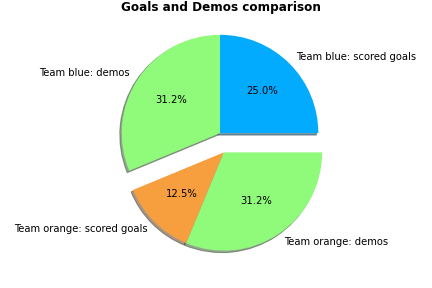 Goals and Demos comparison
Team blue: scored goals
Team blue: demos
25.0%
31.2%
12.5%
31.2%
Team orange: scored goals
Team orange: demos